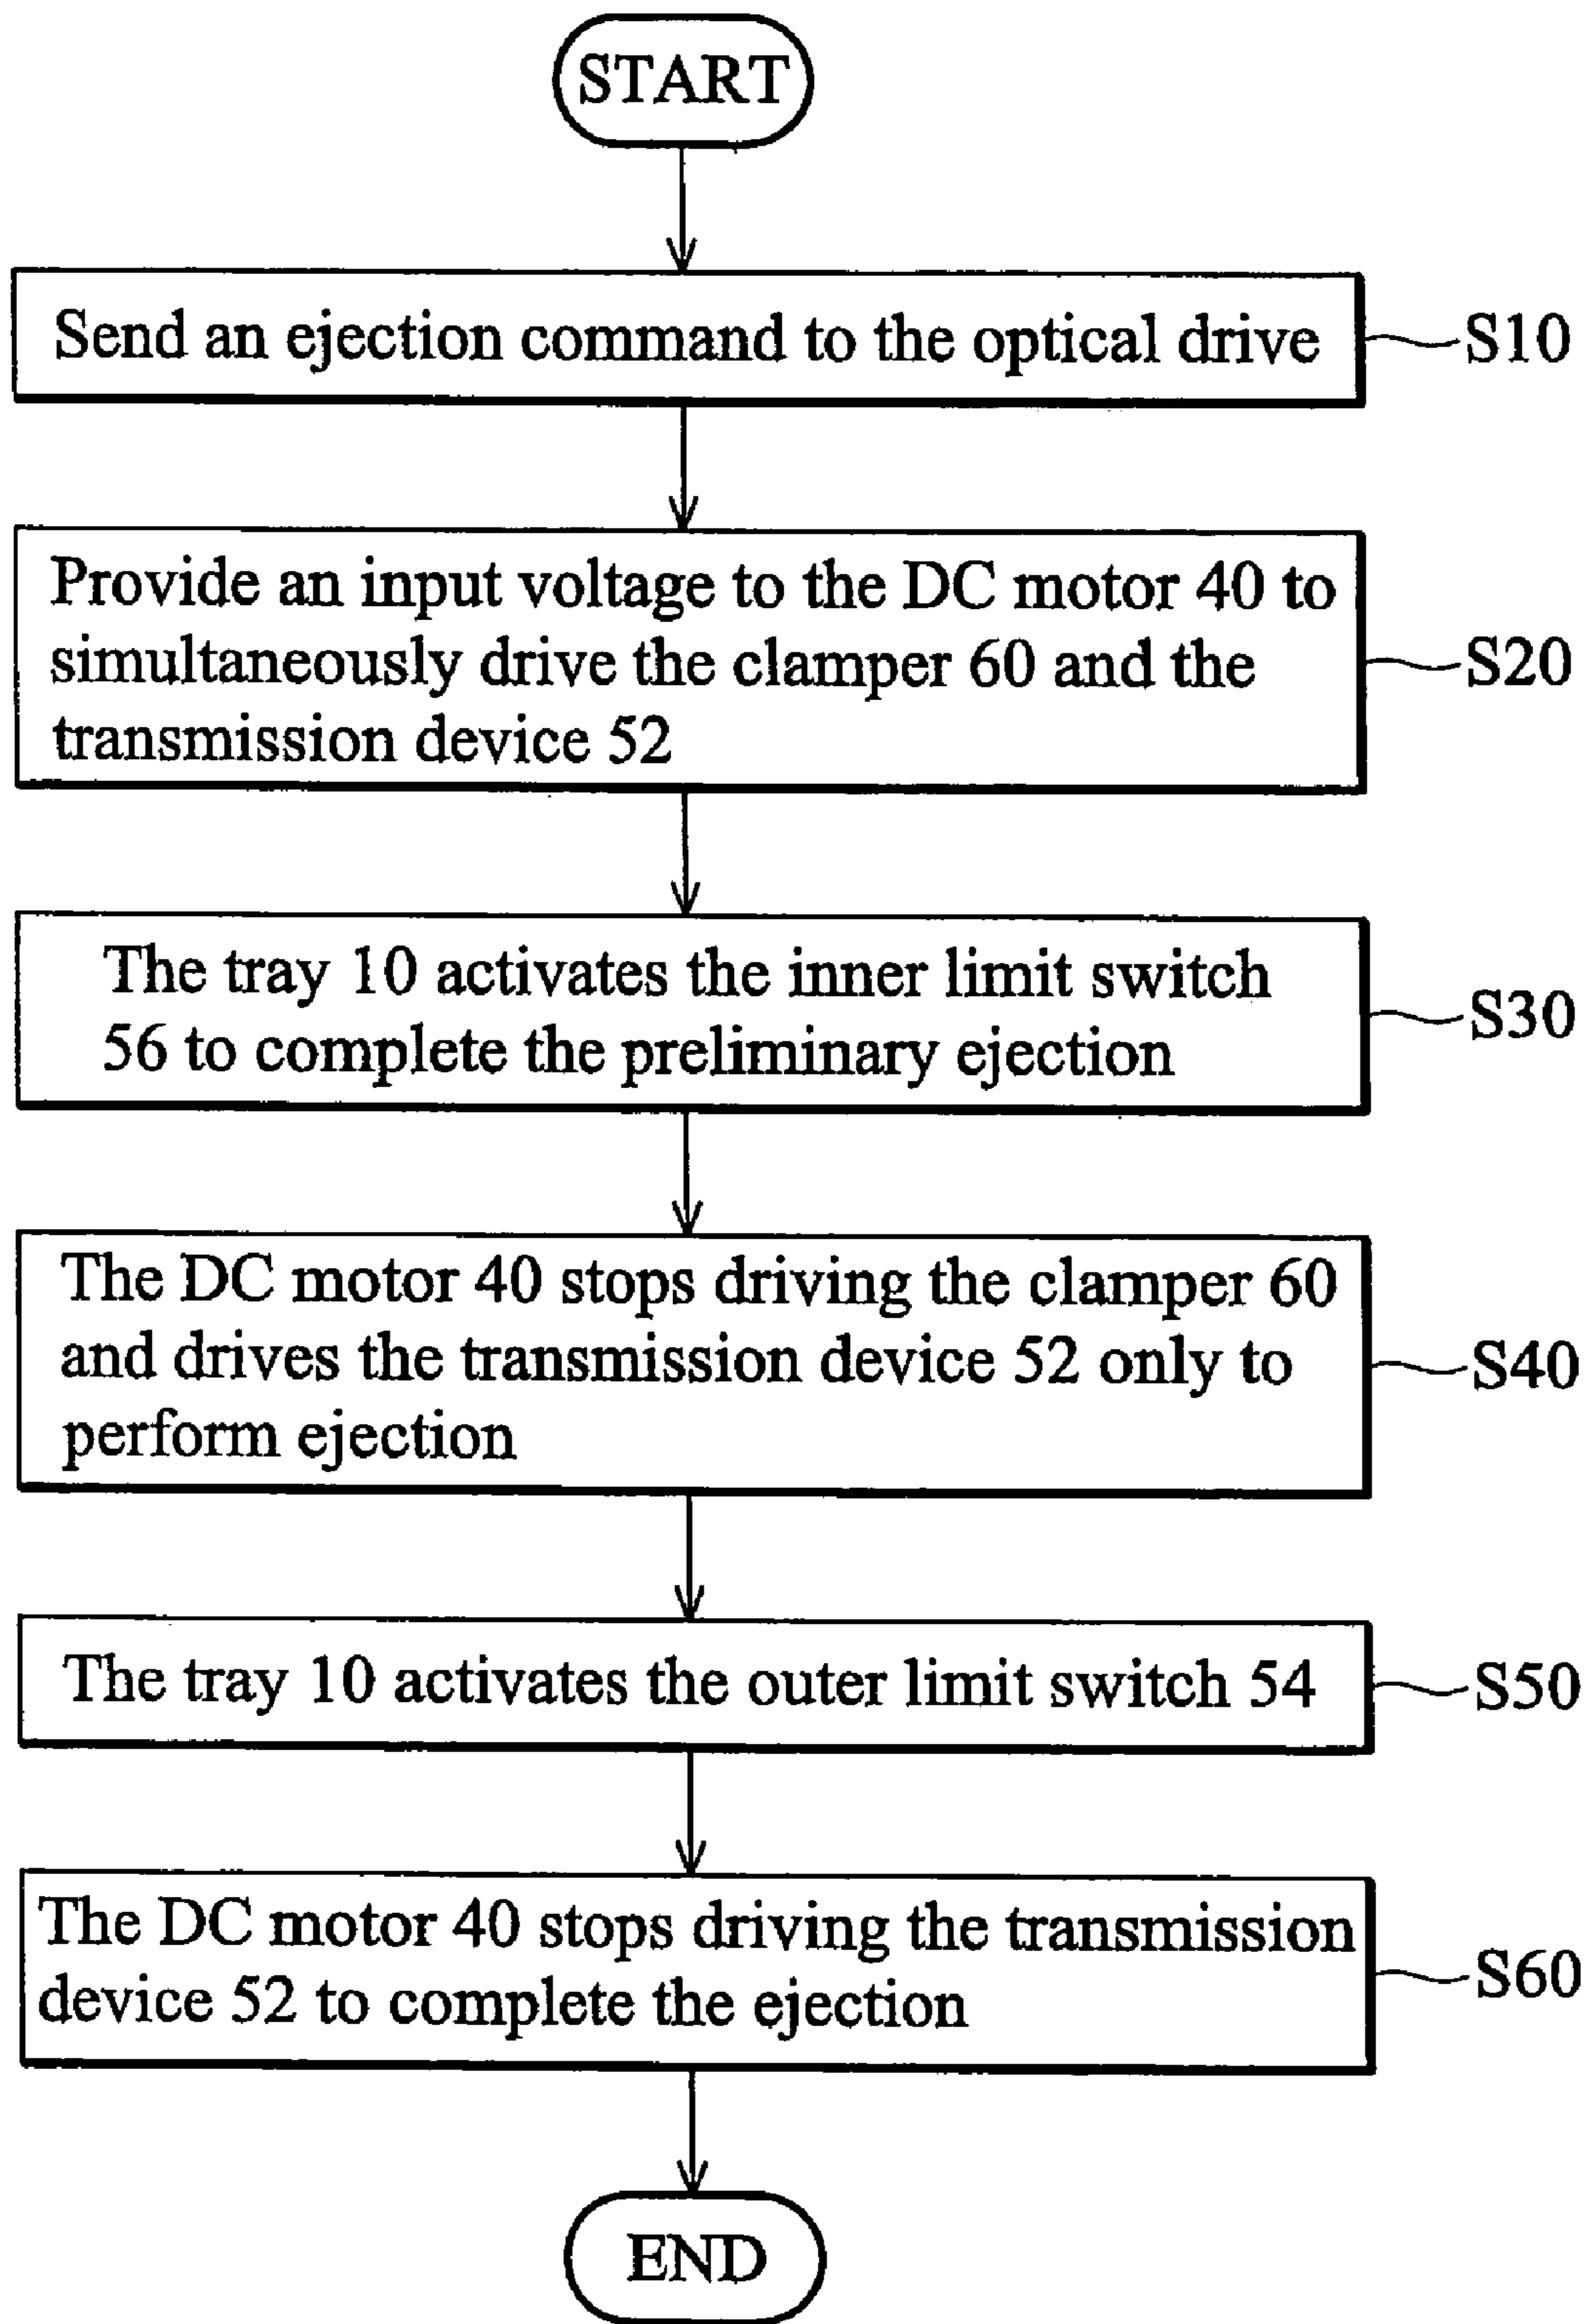 START
Send an ejection command to the optical drive
S10
Provide an input voltage to the DC motor 40 to
simultaneously drive the clamper 60 and the
transmission device 52
S20
The tray 10 activates the inner limit switch
56 to complete the preliminary ejection
S30
The DC motor 40 stops driving the clamper 60
and drives the transmission device 52 only to
perform ejection
S40
The tray 10 activates the outer limit switch 54
S50
The DC motor 40 stops driving the transmission
device 52 to complete the ejection
S60
END